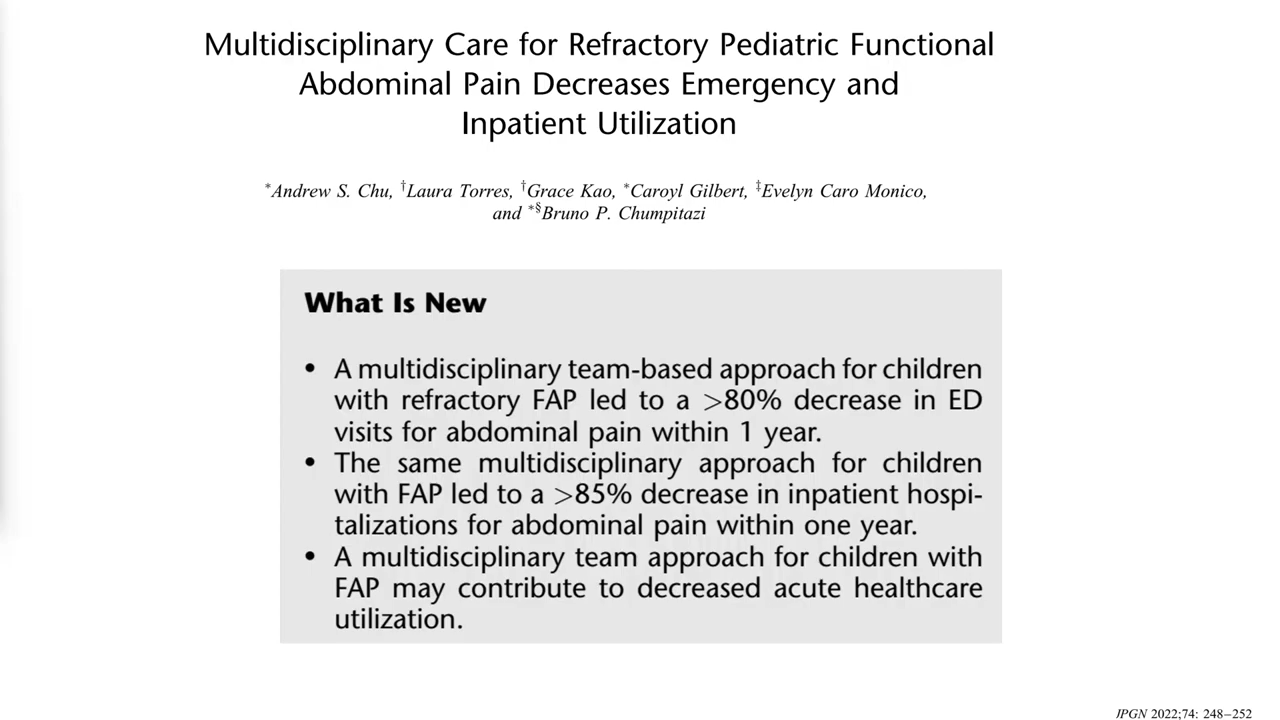 Multidisciplinary Care for Refractory Pediatric Functional
Abdominal Pain Decreases Emergency and
Inpatient Utilization
*Andrew S. Chu, †Laura Torres, †Grace Kao, *Caroyl Gilbert, ‡Evelyn Caro Monico,
and *§Bruno P. Chumpitazi
What Is New
• A multidisciplinary team-based approach for children
with refractory FAP led to a >80% decrease in ED
visits for abdominal pain within 1 year.
• The same multidisciplinary approach for children
with FAP led to a >85% decrease in inpatient hospi-
talizations for abdominal pain within one year.
• A multidisciplinary team approach for children with
FAP may contribute to decreased acute healthcare
utilization.
JPGN 2022;74: 248–252